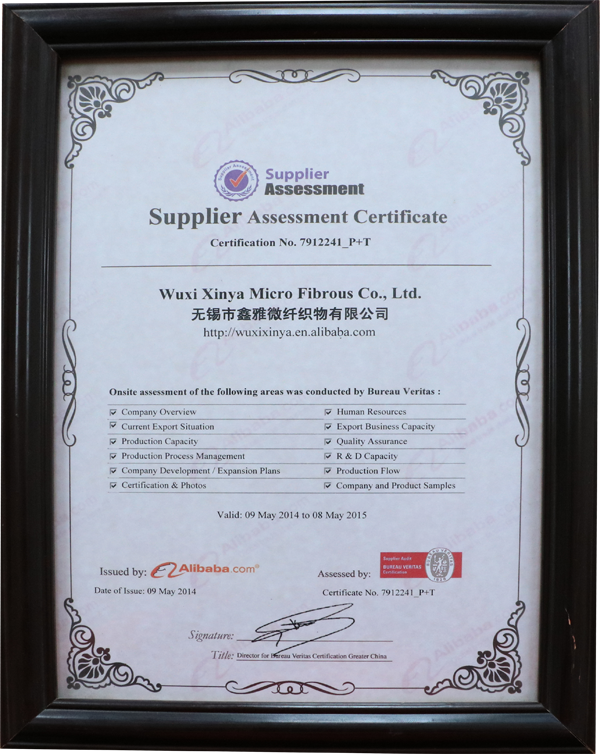 Supplier
Assessment
Supplier Assessment Certificate
Certification No. 7912241_P+T
Wuxi Xinya Micro Fibrous Co., Ltd.
无锡市鑫雅微纤织物有限公司
http://wuxixinya.en.alibaba.com
Onsite assessment of the following areas was conducted by Bureau Veritas :
Company Overview Human Resources
Current Export Situation Export Business Capacity
Production Capacity Quality Assurance
Production Process Management R & D Capacity
Company Development / Expansion Plans Production Flow
Certification & Photos Company and Product Samples
Valid: 09 May 2014 to 08 May 2015
Issued by: Alibaba.com® Assessed by: Supplier Audit
BUREAU VERITAS
Certification
Date of Issue: 09 May 2014 Certificate No. 7912241_P+T
Signature:
Title: Director for Bureau Veritas Certification Greater China